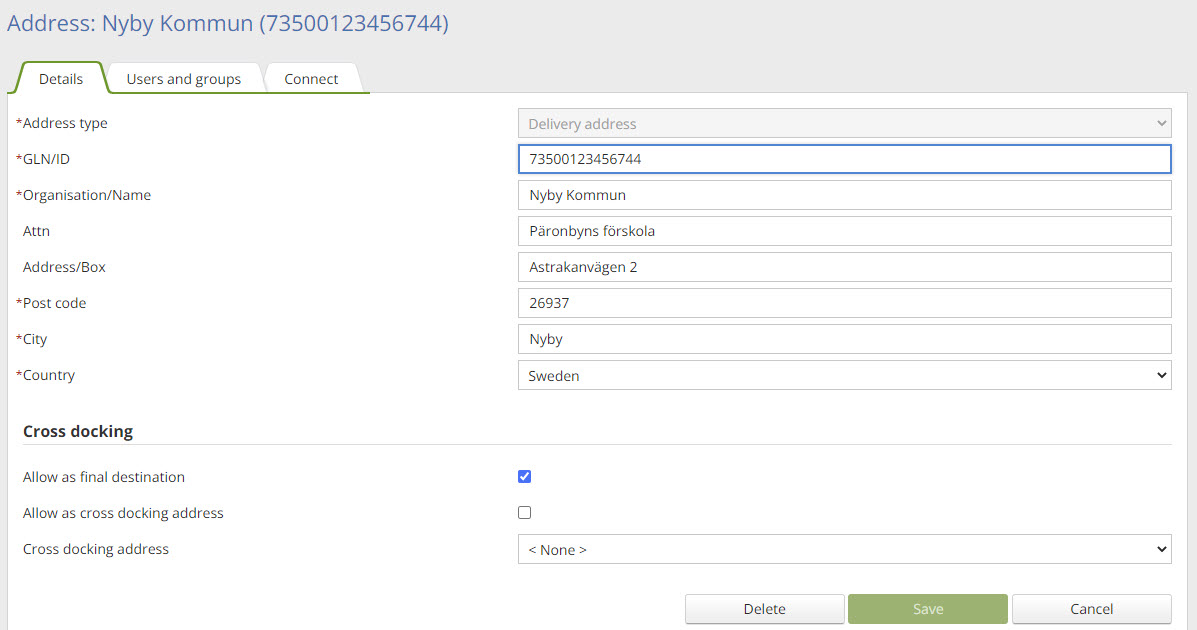 Address: Nyby Kommun (73500123456744)
Details Users and groups Connect
*Address type Delivery address
*GLN/ID 73500123456744
*Organisation/Name Nyby Kommun
Attn Päronbyns förskola
Address/Box Astrakanvägen 2
*Post code 26937
*City Nyby
*Country Sweden
Cross docking
Allow as final destination
Allow as cross docking address
Cross docking address < None >
Delete Save Cancel